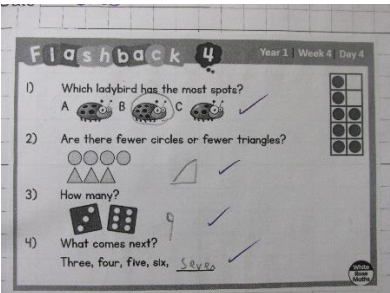 Flashback 4
Year 1 | Week 4 | Day 4
1) Which ladybird has the most spots?
A B C
2) Are there fewer circles or fewer triangles?
3) How many?
9
4) What comes next?
Three, four, five, six, seven
White
Rose
Maths